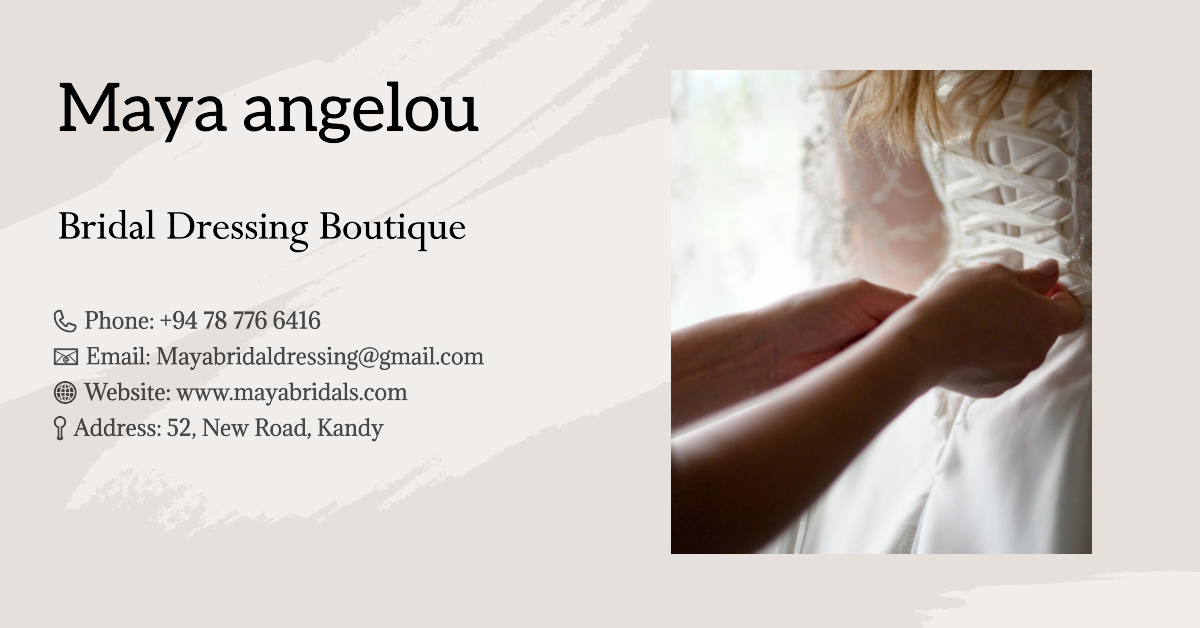 Maya angelou
Bridal Dressing Boutique
Phone: +94 78 776 6416
Email: Mayabridaldressing@gmail.com
Website: www.mayabridals.com
Address: 52, New Road, Kandy